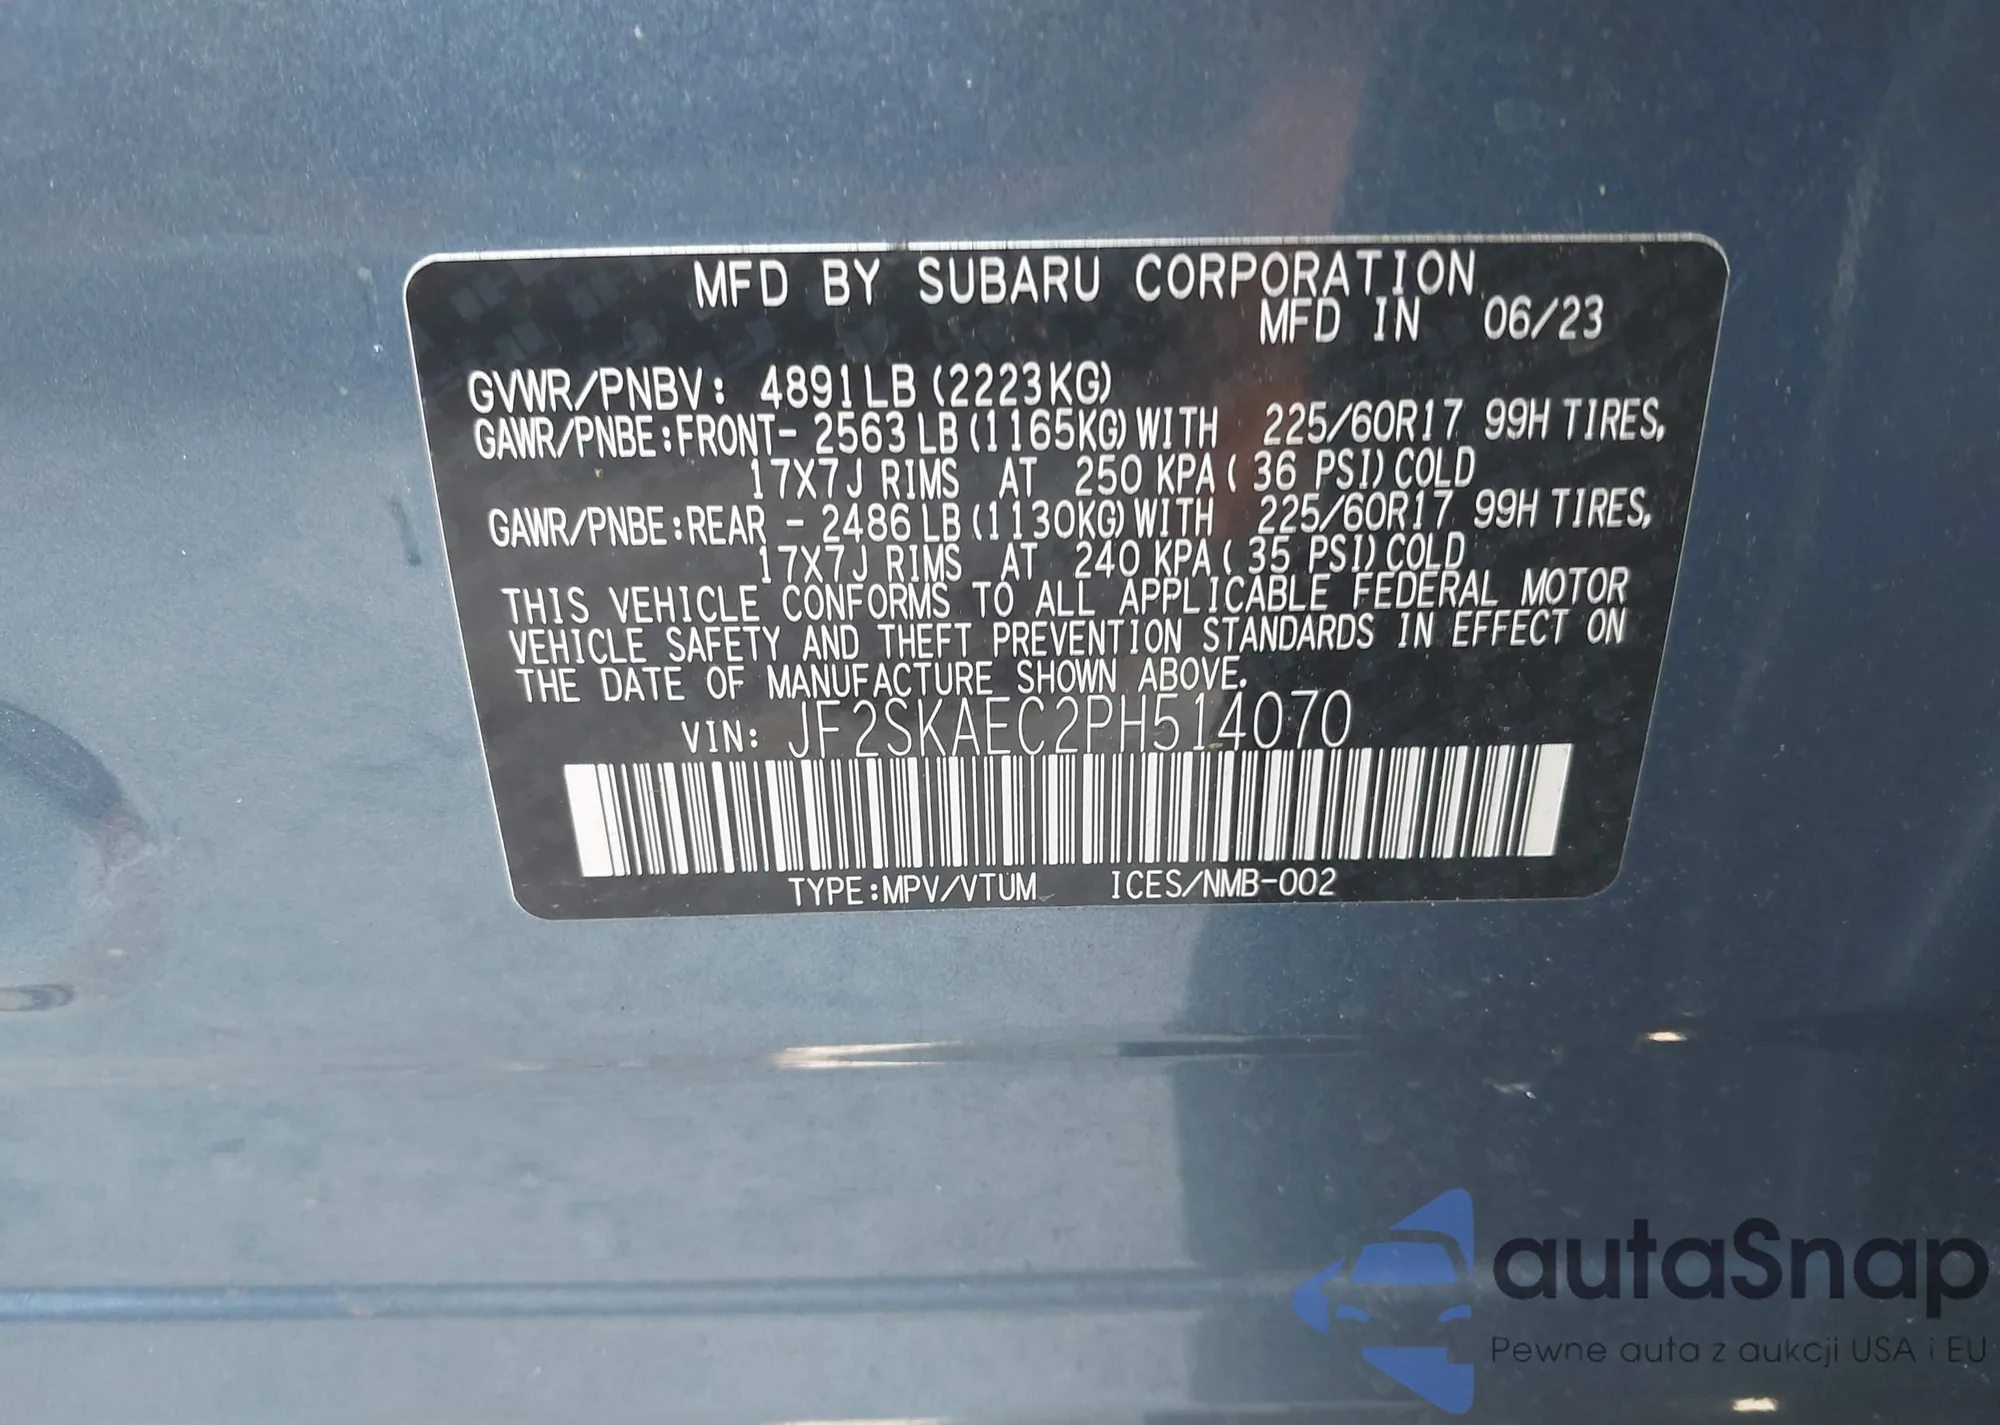 MFD BY SUBARU CORPORATION
MFD IN 06/23
GVWR/PNBV: 4891LB (2223KG)
GAWR/PNBE:FRONT- 2563 LB (1165KG) WITH 225/60R17 99H TIRES,
17X7J RIMS AT 250 KPA ( 36 PSI) COLD
GAWR/PNBE:REAR - 2486 LB (1130KG) WITH 225/60R17 99H TIRES,
17X7J RIMS AT 240 KPA ( 35 PSI) COLD
THIS VEHICLE CONFORMS TO ALL APPLICABLE FEDERAL MOTOR
VEHICLE SAFETY AND THEFT PREVENTION STANDARDS IN EFFECT ON
THE DATE OF MANUFACTURE SHOWN ABOVE.
VIN: JF2SKAEC2PH514070
TYPE:MPV/VTUM ICES/NMB-002
autaSnap
Pewne auta z aukcji USA i EU